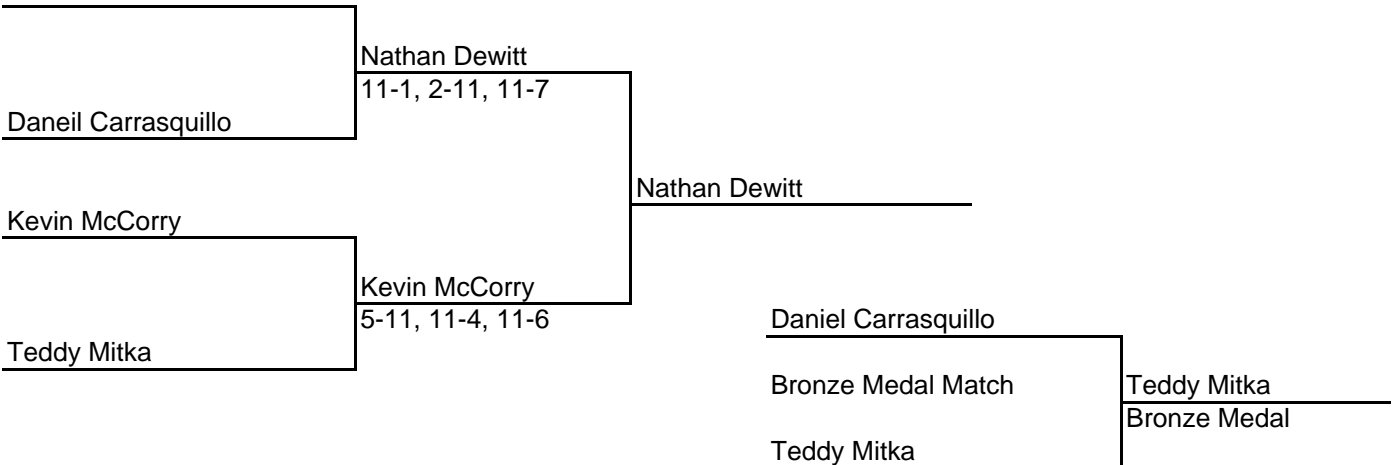 Nathan Dewitt
11-1, 2-11, 11-7
Daneil Carrasquillo
Nathan Dewitt
Kevin McCorry
Kevin McCorry
5-11, 11-4, 11-6
Teddy Mitka
Daniel Carrasquillo
Bronze Medal Match
Teddy Mitka
Bronze Medal
Teddy Mitka